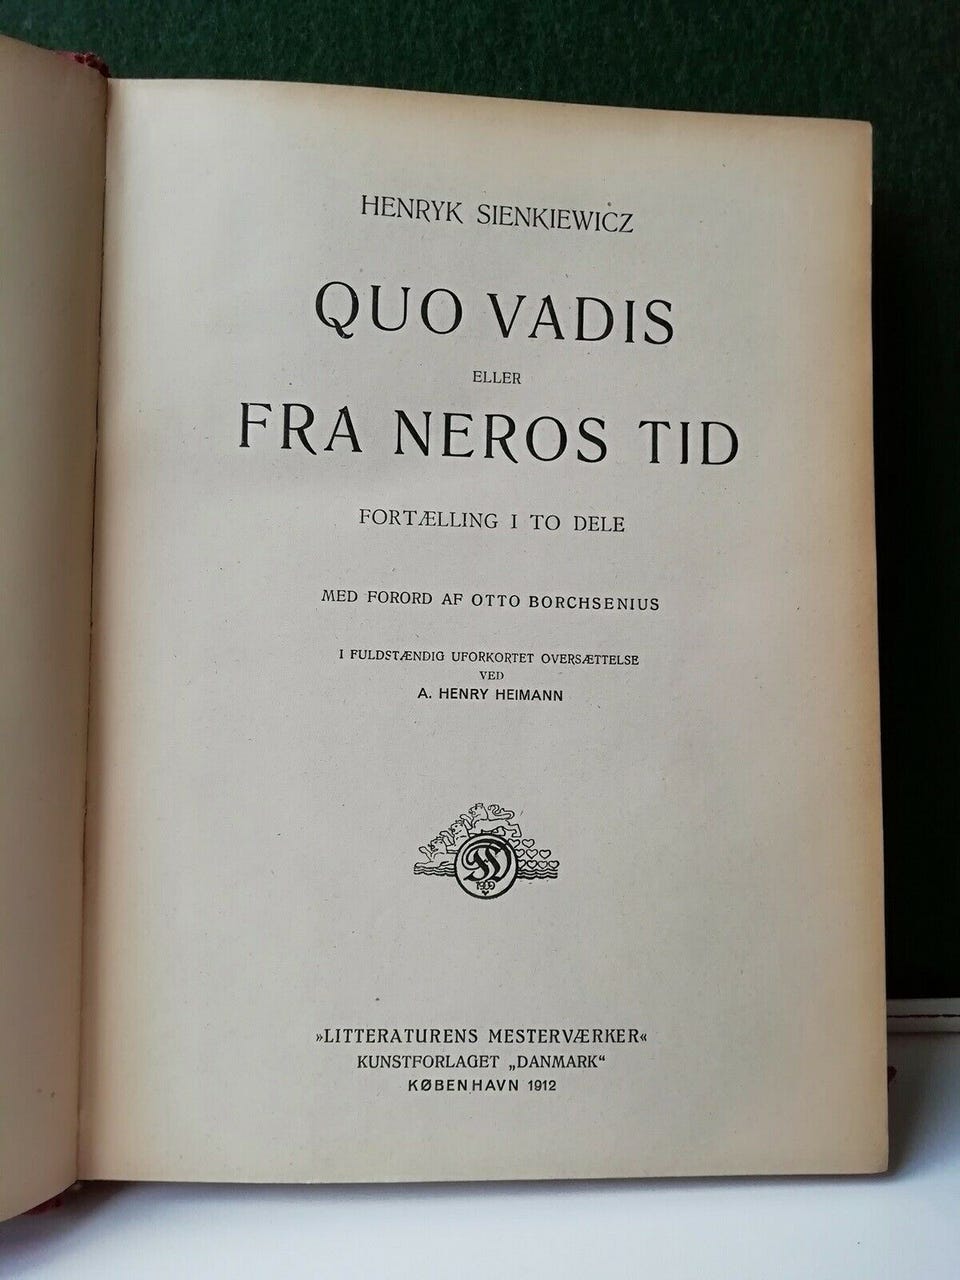 HENRYK SIENKIEWICZ
QUO VADIS
ELLER
FRA NEROS TID
FORTÆLLING I TO DELE
MED FORORD AF OTTO BORCHSENIUS
I FULDSTÆNDIG UFORKORTET OVERSÆTTELSE
VED
A. HENRY HEIMANN
1909
»LITTERATURENS MESTERVÆRKER«
KUNSTFORLAGET „DANMARK“
KØBENHAVN 1912